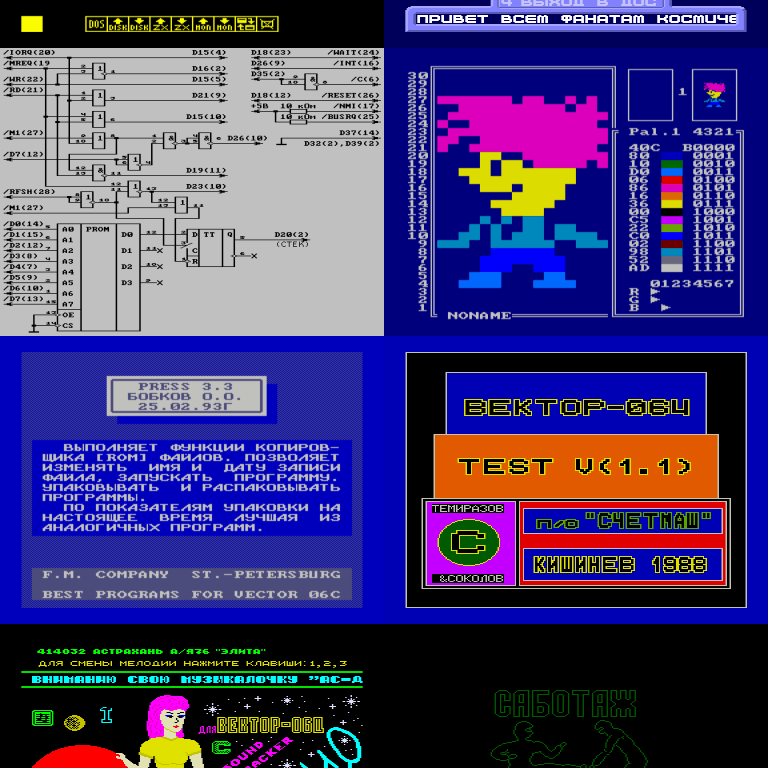 DOS DISK DISK ZX ZX МОП МОП
/IORQ(20) D15(4) D18(23) /WAIT(24)
/MREQ(19 D16(2) D26(9) /INT(16)
/WR(22) D15(5) D35(2) /C(6)
/RD(21) D21(9) D18(12) /RESET(26)
+5В 10 кОм /NMI(17)
D15(10) 10 кОм /BUSRQ(25)
/M1(27) D26(10) D37(14)
D32(2),D39(2)
/D7(12)
D19(11)
/RFSH(28) D23(10)
/M1(27)
D0(14) A0 PROM D0 D TT Q D20(2)
D1(15) A1 (СТЕК)
D2(12) A2 D1 C
D3(8) A3 R
D4(7) A4 D2
D5(9) A5 D3
D6(10) A6
D7(13) A7
OE
CS
Ч ВЫХОД В ДОС
ПРИВЕТ ВСЕМ ФАНАТАМ КОСМИЧЕ
30
29
28
27
26
25
24
23
22
21
20
19
18
17
16
15
14
13
12
11
10
9
8
7
6
5
4
3
2
1
NONAME
1
Pal.1 4321
40C B0000
80 0001
10 0010
D0 0011
06 0100
86 0101
16 0110
36 0111
00 1000
C5 1001
22 1010
C0 1011
02 1100
98 1101
52 1110
AD 1111
01234567
R
G
B
PRESS 3.3
БОБКОВ О.О.
25.02.93Г
ВЫПОЛНЯЕТ ФУНКЦИИ КОПИРОВ-
ЩИКА [ROM] ФАИЛОВ. ПОЗВОЛЯЕТ
ИЗМЕНЯТЬ ИМЯ И ДАТУ ЗАПИСИ
ФАИЛА, ЗАПУСКАТЬ ПРОГРАММУ.
УПАКОВЫВАТЬ И РАСПАКОВЫВАТЬ
ПРОГРАММЫ.
ПО ПОКАЗАТЕЛЯМ УПАКОВКИ НА
НАСТОЯЩЕЕ ВРЕМЯ ЛУЧШАЯ ИЗ
АНАЛОГИЧНЫХ ПРОГРАММ.
F.M. COMPANY ST.-PETERSBURG
BEST PROGRAMS FOR VECTOR 06C
ВЕКТОР-06Ц
TEST V(1.1)
ТЕМИРАЗОВ
С
&СОКОЛОВ
П/О "СЧЕТМАШ"
КИШИНЕВ 1988
414032 АСТРАХАНЬ А/Я76 "ЭЛИТА"
ДЛЯ СМЕНЫ МЕЛОДИИ НАЖМИТЕ КЛАВИШИ:1,2,3
ВНИМАНИЮ СВОЮ МУЗЫКАЛОЧКУ "АС-Д
ДЛЯ ВЕКТОР-06Ц
С
SOUND
САБОТАЖ